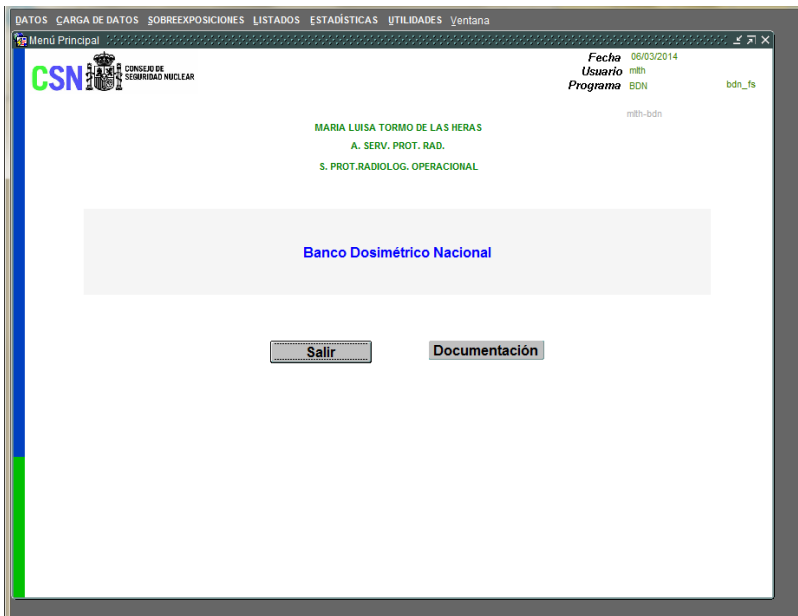 DATOS CARGA DE DATOS SOBREEXPOSICIONES LISTADOS ESTADÍSTICAS UTILIDADES Ventana
Menú Principal
CSN CONSEJO DE
SEGURIDAD NUCLEAR
Fecha 06/03/2014
Usuario mlth
Programa BDN bdn_fs
mlth-bdn
MARIA LUISA TORMO DE LAS HERAS
A. SERV. PROT. RAD.
S. PROT.RADIOLOG. OPERACIONAL
Banco Dosimétrico Nacional
Salir Documentación